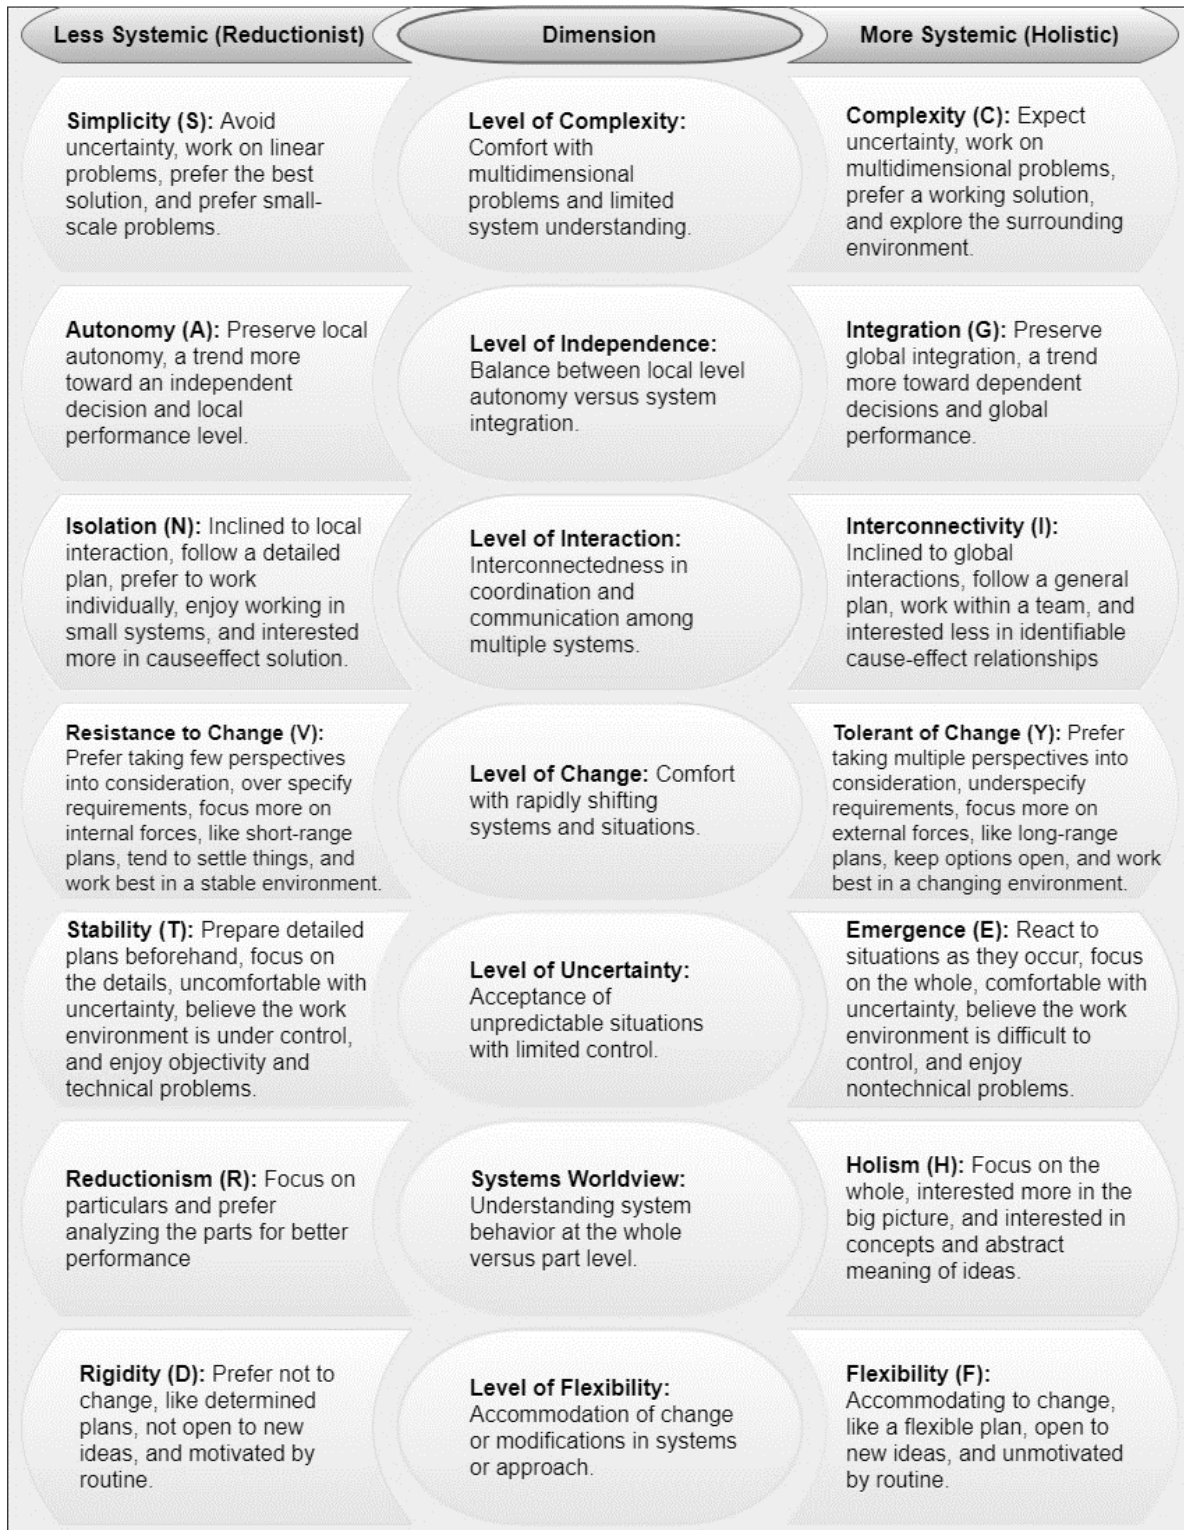 Less Systemic (Reductionist)
Dimension
More Systemic (Holistic)
Simplicity (S): Avoid
uncertainty, work on linear
problems, prefer the best
solution, and prefer small-
scale problems.
Level of Complexity:
Comfort with
multidimensional
problems and limited
system understanding.
Complexity (C): Expect
uncertainty, work on
multidimensional problems,
prefer a working solution,
and explore the surrounding
environment.
Autonomy (A): Preserve local
autonomy, a trend more
toward an independent
decision and local
performance level.
Level of Independence:
Balance between local level
autonomy versus system
integration.
Integration (G): Preserve
global integration, a trend
more toward dependent
decisions and global
performance.
Isolation (N): Inclined to local
interaction, follow a detailed
plan, prefer to work
individually, enjoy working in
small systems, and interested
more in causeeffect solution.
Level of Interaction:
Interconnectedness in
coordination and
communication among
multiple systems.
Interconnectivity (I):
Inclined to global
interactions, follow a general
plan, work within a team, and
interested less in identifiable
cause-effect relationships
Resistance to Change (V):
Prefer taking few perspectives
into consideration, over specify
requirements, focus more on
internal forces, like short-range
plans, tend to settle things, and
work best in a stable environment.
Level of Change: Comfort
with rapidly shifting
systems and situations.
Tolerant of Change (Y): Prefer
taking multiple perspectives into
consideration, underspecify
requirements, focus more on
external forces, like long-range
plans, keep options open, and work
best in a changing environment.
Stability (T): Prepare detailed
plans beforehand, focus on
the details, uncomfortable with
uncertainty, believe the work
environment is under control,
and enjoy objectivity and
technical problems.
Level of Uncertainty:
Acceptance of
unpredictable situations
with limited control.
Emergence (E): React to
situations as they occur, focus
on the whole, comfortable with
uncertainty, believe the work
environment is difficult to
control, and enjoy
nontechnical problems.
Reductionism (R): Focus on
particulars and prefer
analyzing the parts for better
performance
Systems Worldview:
Understanding system
behavior at the whole
versus part level.
Holism (H): Focus on the
whole, interested more in the
big picture, and interested in
concepts and abstract
meaning of ideas.
Rigidity (D): Prefer not to
change, like determined
plans, not open to new
ideas, and motivated by
routine.
Level of Flexibility:
Accommodation of change
or modifications in systems
or approach.
Flexibility (F):
Accommodating to change,
like a flexible plan, open to
new ideas, and unmotivated
by routine.